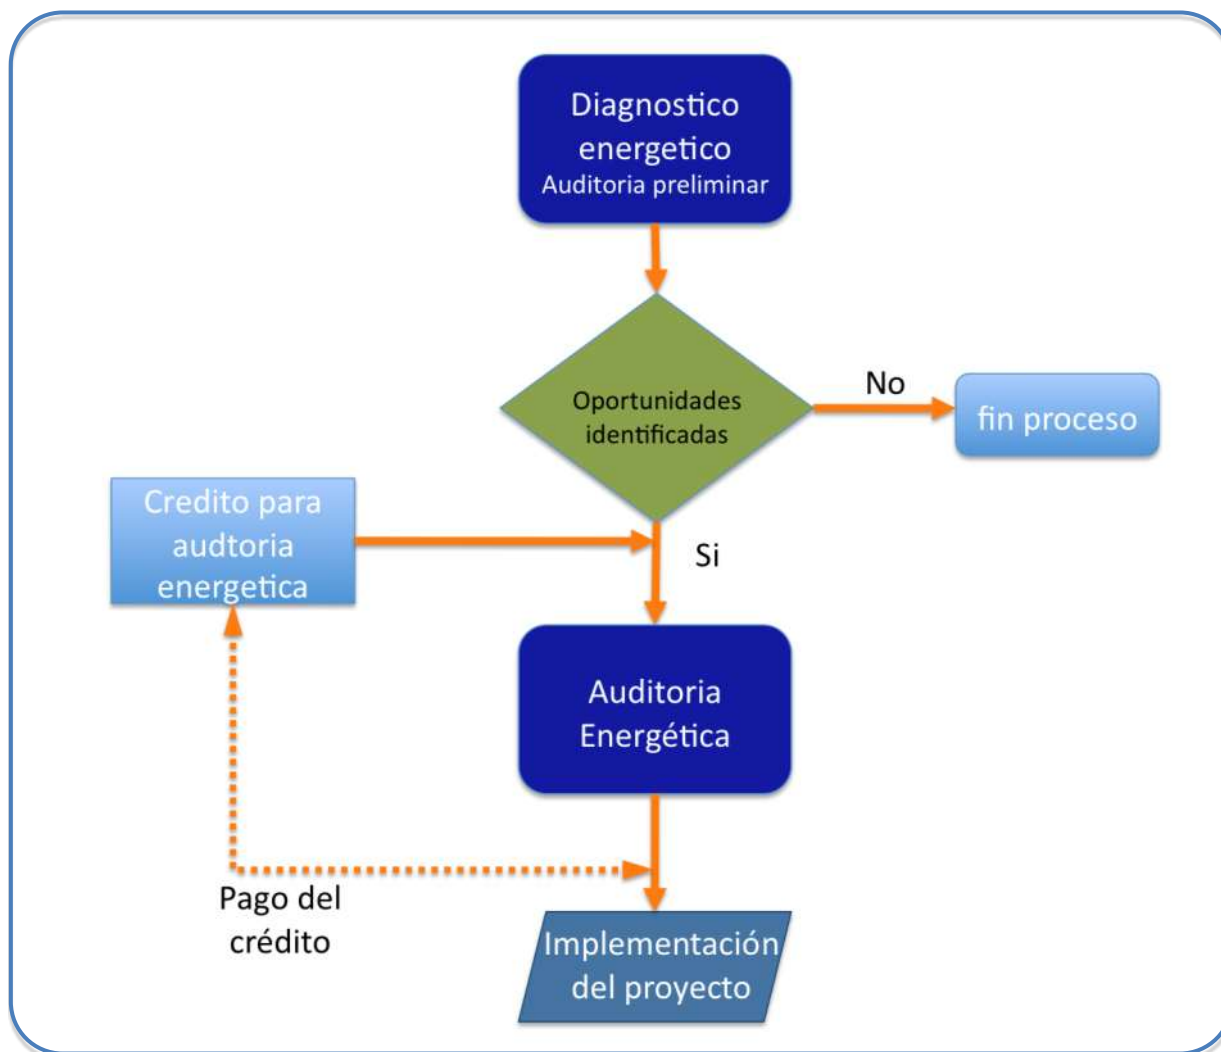 Diagnostico
energetico
Auditoria preliminar
Oportunidades
identificadas
No
fin proceso
Credito para
audtoria
energetica
Si
Auditoria
Energética
Pago del
crédito
Implementación
del proyecto